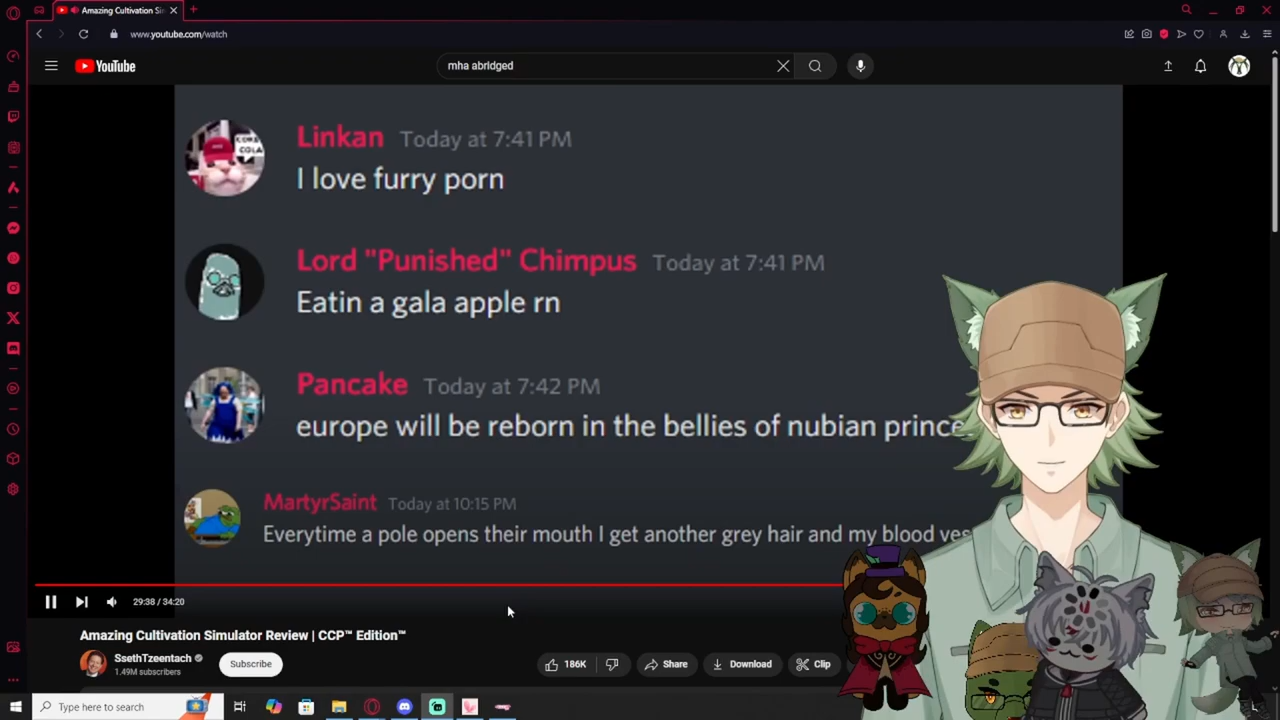 Amazing Cultivation Sin
www.youtube.com/watch
YouTube
mha abridged
Linkan Today at 7:41 PM
I love furry porn
Lord "Punished" Chimpus Today at 7:41 PM
Eatin a gala apple rn
Pancake Today at 7:42 PM
europe will be reborn in the bellies of nubian prince
MartyrSaint Today at 10:15 PM
Everytime a pole opens their mouth I get another grey hair and my blood ves
29:38 / 34:20
Amazing Cultivation Simulator Review | CCP™ Edition™
SsethTzeentach
1.49M subscribers
Subscribe
186K
Share
Download
Clip
Type here to search